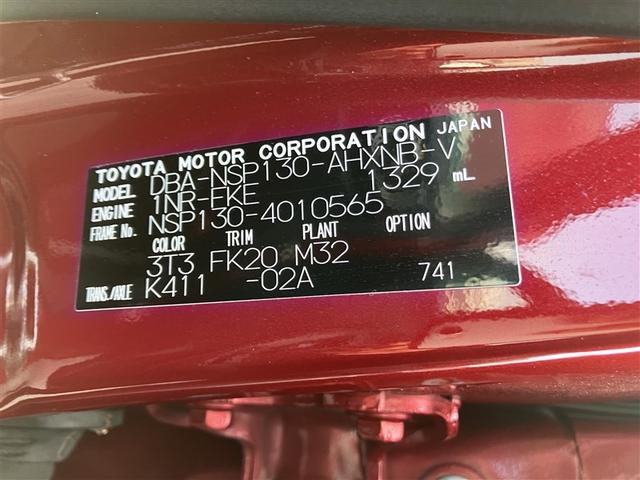 TOYOTA MOTOR CORPORATION JAPAN
MODEL DBA-NSP130-AHXNB-V
ENGINE 1NR-FKE 1329 mL
FRAME No. NSP130-4010565
COLOR TRIM PLANT OPTION
3T3 FK20 M32
TRANS./AXLE K411 -02A 741